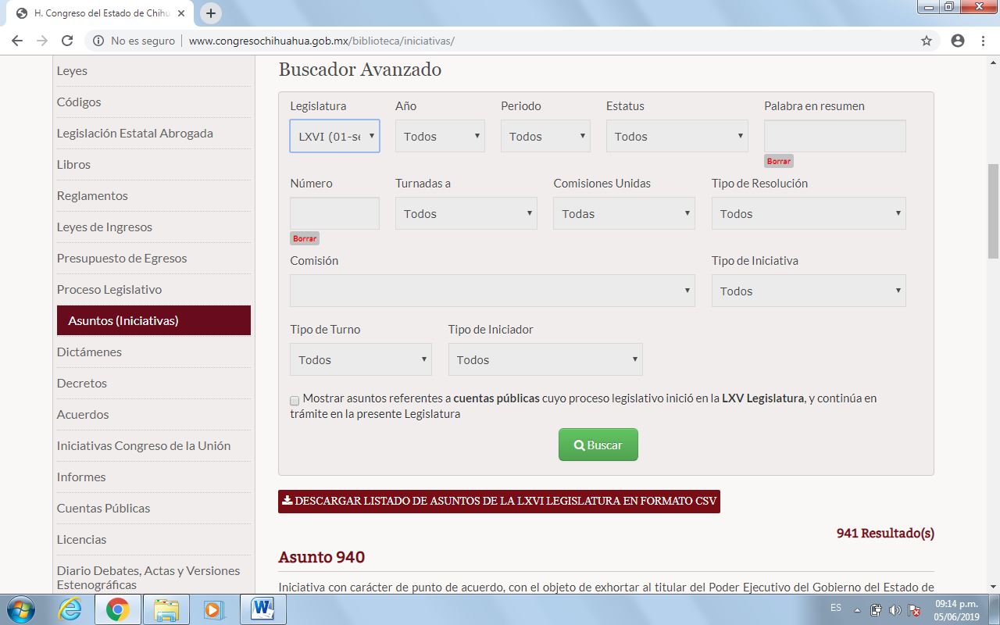 H. Congreso del Estado de Chihu
No es seguro
www.congresochihuahua.gob.mx/biblioteca/iniciativas/
Leyes
Códigos
Legislación Estatal Abrogada
Libros
Reglamentos
Leyes de Ingresos
Presupuesto de Egresos
Proceso Legislativo
Asuntos (Iniciativas)
Dictámenes
Decretos
Acuerdos
Iniciativas Congreso de la Unión
Informes
Cuentas Públicas
Licencias
Diario Debates, Actas y Versiones
Estenográficas
Buscador Avanzado
Legislatura Año Periodo Estatus Palabra en resumen
LXVI (01-se Todos Todos Todos
Borrar
Número Turnadas a Comisiones Unidas Tipo de Resolución
Todos Todas Todos
Borrar
Comisión Tipo de Iniciativa
Todos
Tipo de Turno Tipo de Iniciador
Todos Todos
Mostrar asuntos referentes a cuentas públicas cuyo proceso legislativo inició en la LXV Legislatura, y continúa en
trámite en la presente Legislatura
Buscar
DESCARGAR LISTADO DE ASUNTOS DE LA LXVI LEGISLATURA EN FORMATO CSV
941 Resultado(s)
Asunto 940
Iniciativa con carácter de punto de acuerdo, con el objeto de exhortar al titular del Poder Ejecutivo del Gobierno del Estado de
ES
09:14 p.m.
05/06/2019